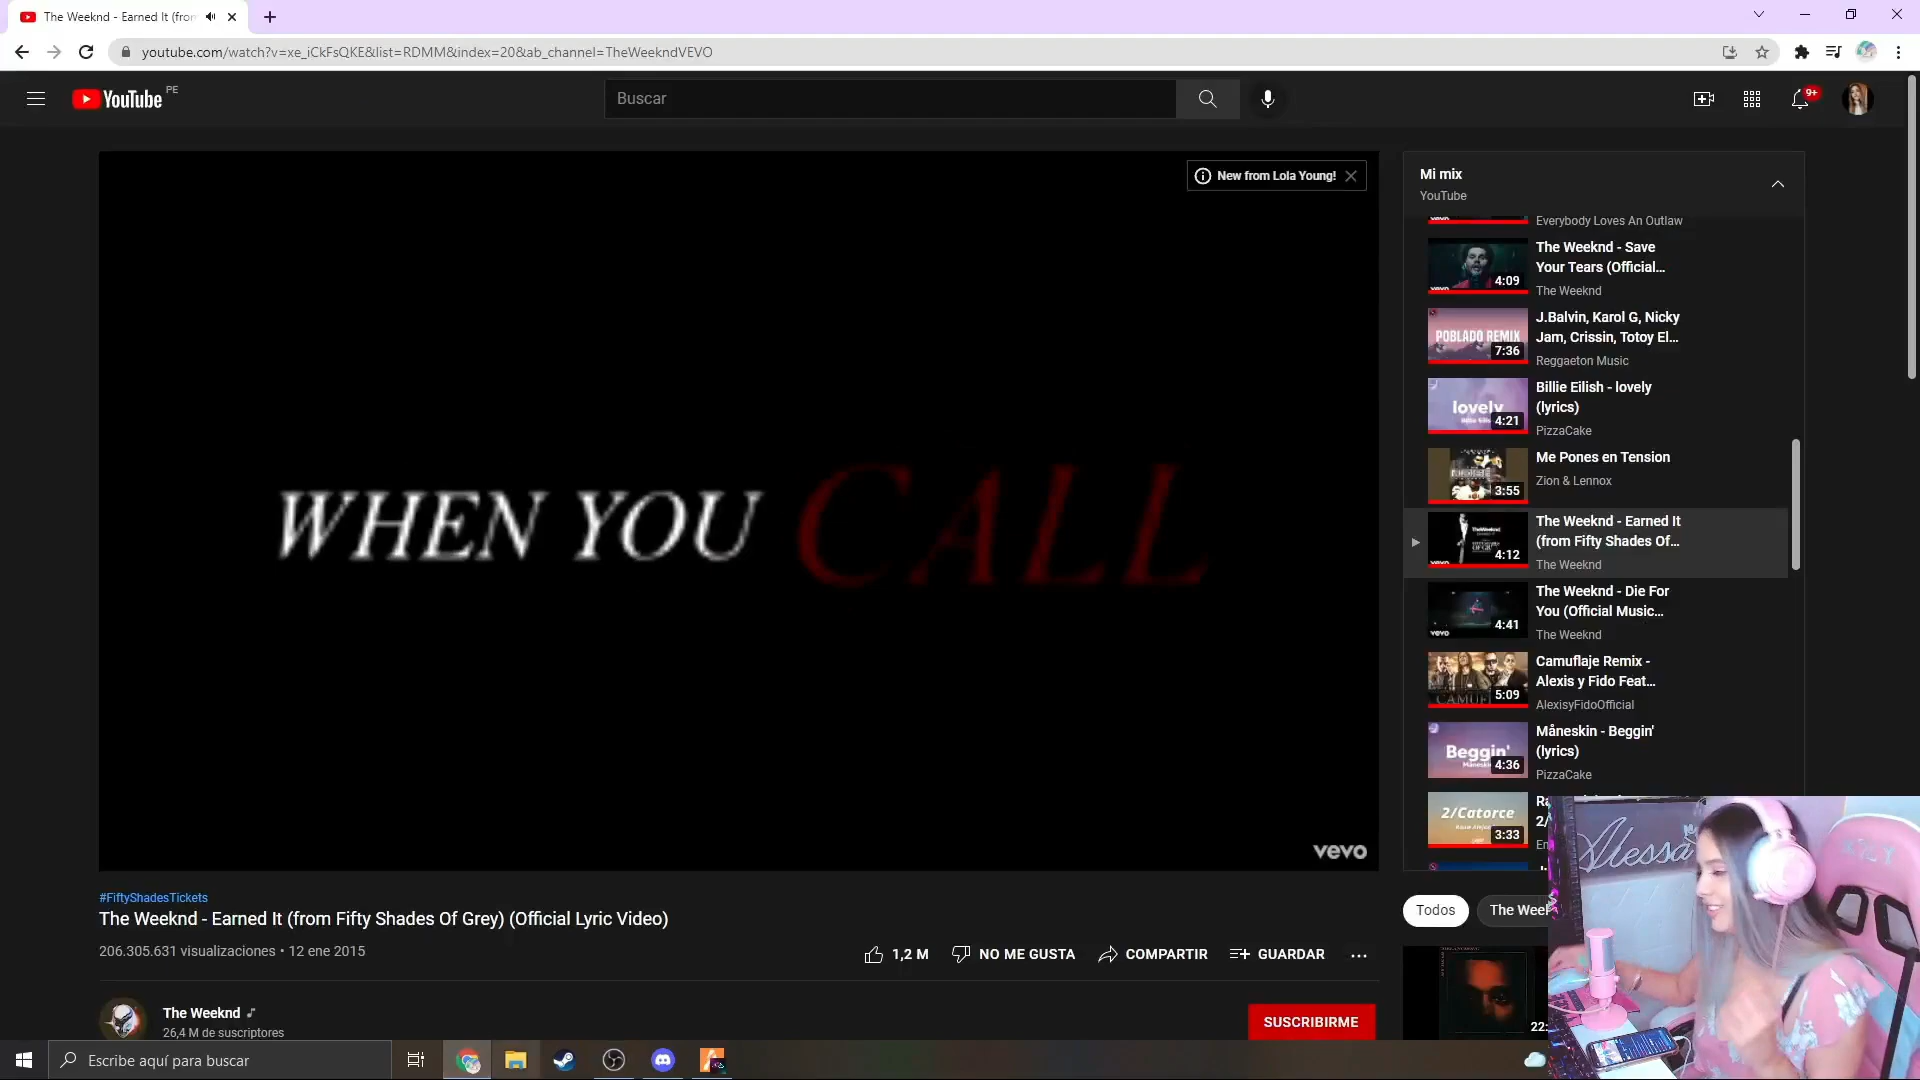 The Weeknd - Earned It (from
youtube.com/watch?v=xe_iCkFsQKE&list=RDMM&index=20&ab_channel=TheWeekndVEVO
YouTube PE
Buscar
9+
New from Lola Young!
WHEN YOU CALL
vevo
#FiftyShadesTickets
The Weeknd - Earned It (from Fifty Shades Of Grey) (Official Lyric Video)
206.305.631 visualizaciones • 12 ene 2015
1,2 M
NO ME GUSTA
COMPARTIR
GUARDAR
The Weeknd
26,4 M de suscriptores
SUSCRIBIRME
Mi mix
YouTube
Everybody Loves An Outlaw
4:09
The Weeknd - Save
Your Tears (Official...
The Weeknd
POBLADO REMIX
7:36
J.Balvin, Karol G, Nicky
Jam, Crissin, Totoy El...
Reggaeton Music
lovely
4:21
Billie Eilish - lovely
(lyrics)
PizzaCake
3:55
Me Pones en Tension
Zion & Lennox
4:12
The Weeknd - Earned It
(from Fifty Shades Of...
The Weeknd
vevo
4:41
The Weeknd - Die For
You (Official Music...
The Weeknd
5:09
Camuflaje Remix -
Alexis y Fido Feat...
AlexisyFidoOfficial
Beggin'
4:36
Måneskin - Beggin'
(lyrics)
PizzaCake
2/Catorce
3:33
Todos
The Week
22:
Alessa
Escribe aquí para buscar